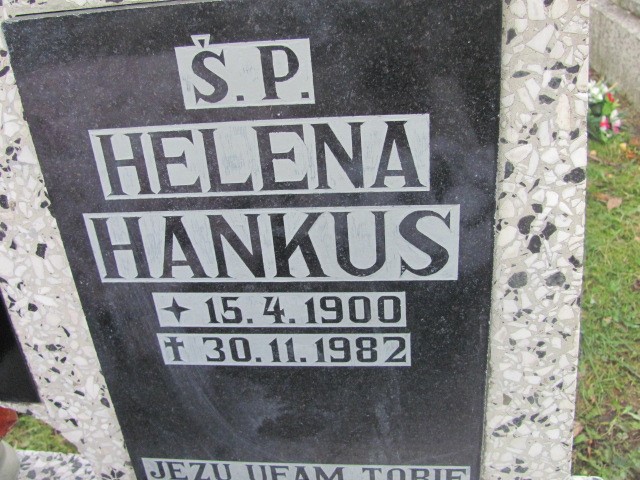 Ś.P.
HELENA
HANKUS
✦ 15.4.1900
✝ 30.11.1982
JEZU UFAM TOBIE